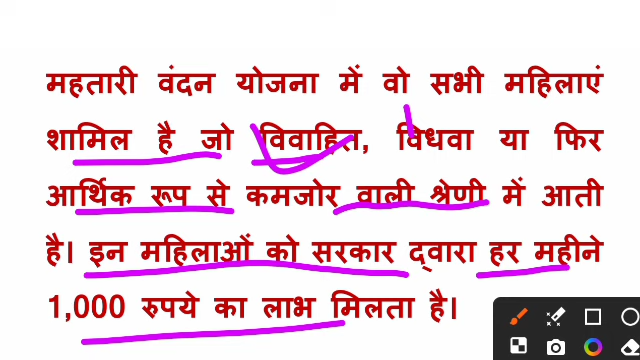 महतारी वंदन योजना में वो सभी महिलाएं
शामिल है जो विवाहित, विधवा या फिर
आर्थिक रूप से कमजोर वाली श्रेणी में आती
है। इन महिलाओं को सरकार द्वारा हर महीने
1,000 रुपये का लाभ मिलता है।